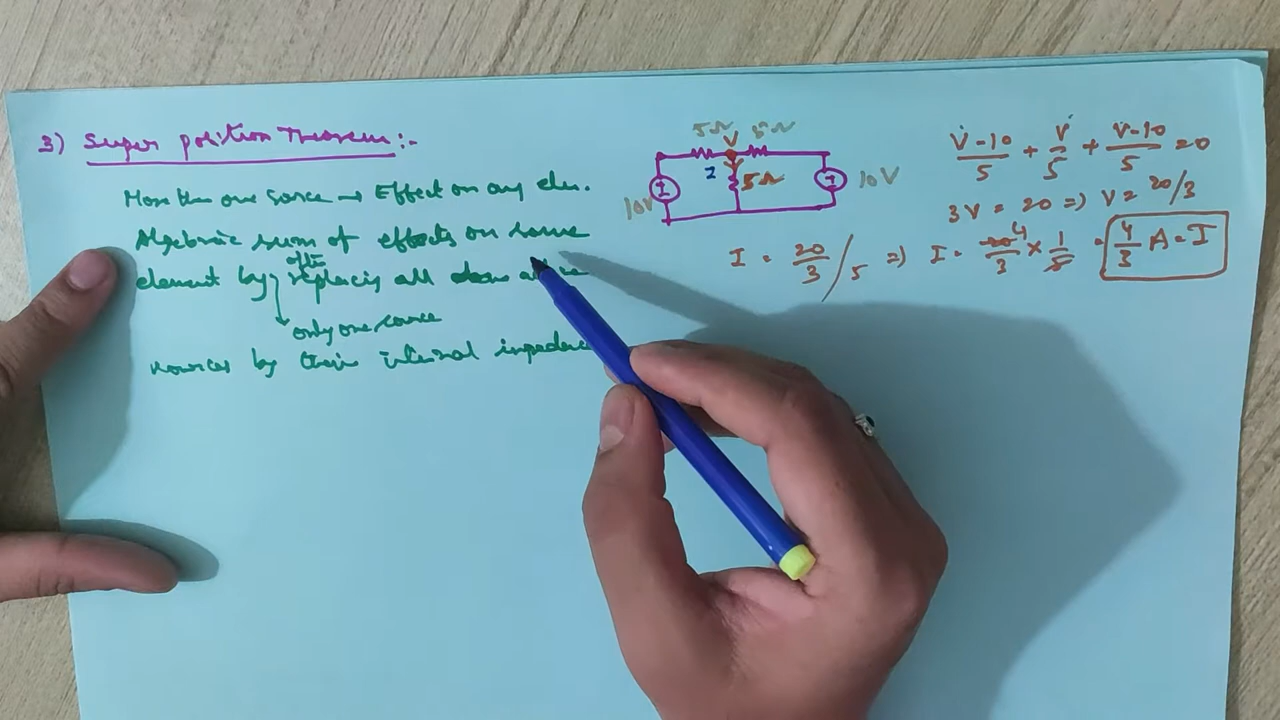 3) Super position Theorem :-
More than one source → Effect on any ele.
Algebraic sum of effects on same
element by replacing all
only one source
sources by their internal impedance
5Ω V 5Ω
I 5Ω
10V 10V
V-10/5 + V/5 + V-10/5 = 0
3V = 20 ⇒ V = 20/3
I = 20/3 / 5 ⇒ I = 20 4/3 × 1/5 = 4/3 A = I